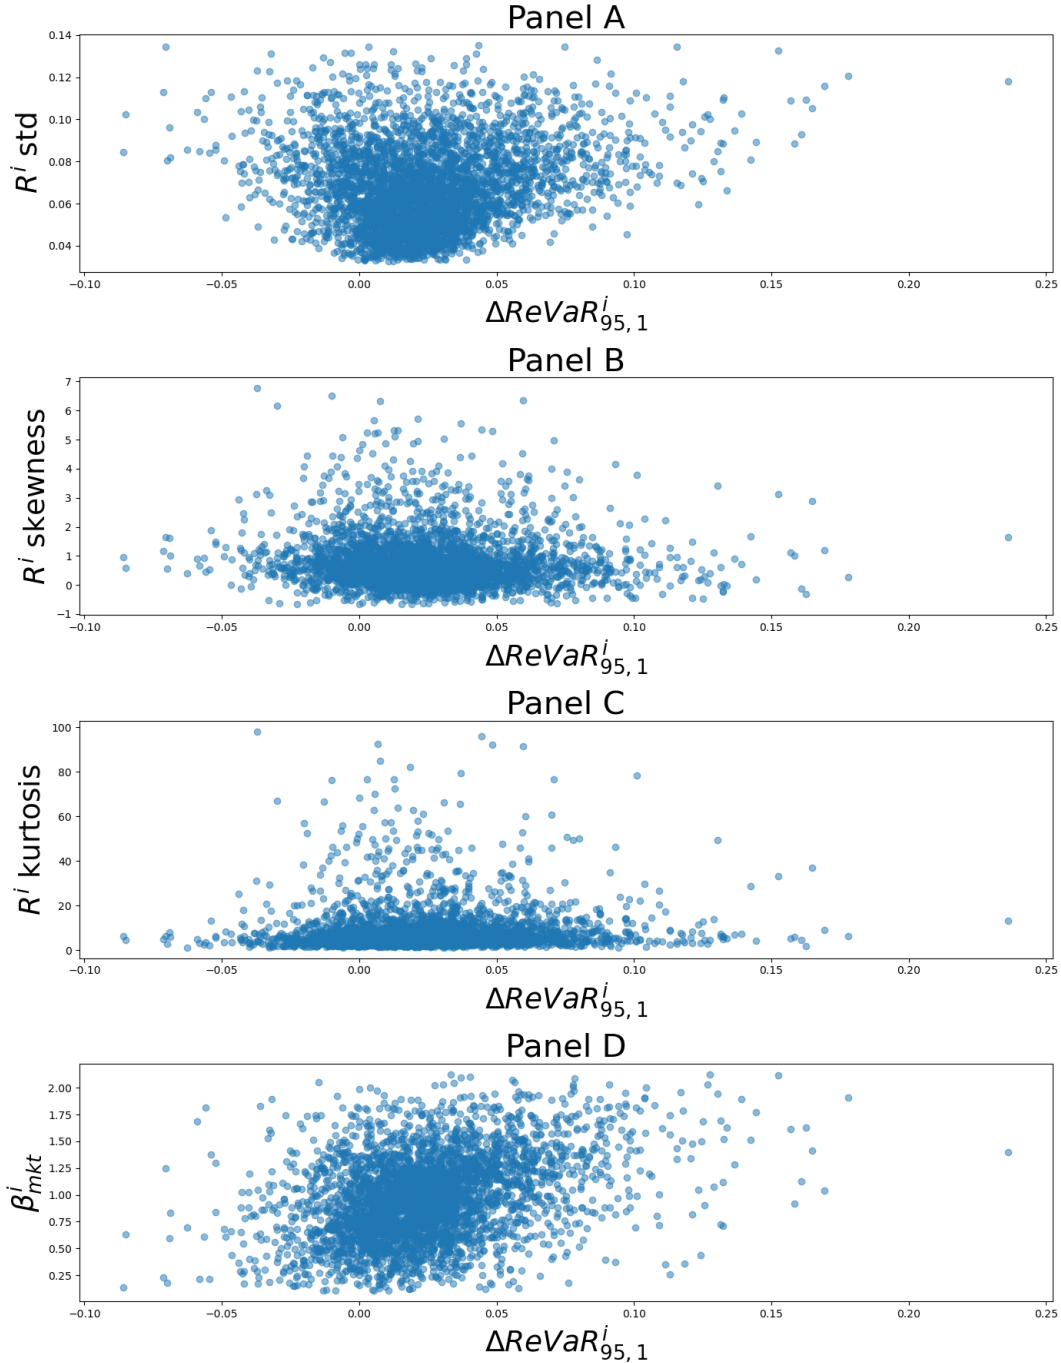 Panel A
0.14
0.12
0.10
0.08
0.06
0.04
R^i std
−0.10 −0.05 0.00 0.05 0.10 0.15 0.20 0.25
ΔReVaR^i_{95, 1}
Panel B
7
6
5
4
3
2
1
0
−1
R^i skewness
−0.10 −0.05 0.00 0.05 0.10 0.15 0.20 0.25
ΔReVaR^i_{95, 1}
Panel C
100
80
60
40
20
0
R^i kurtosis
−0.10 −0.05 0.00 0.05 0.10 0.15 0.20 0.25
ΔReVaR^i_{95, 1}
Panel D
2.00
1.75
1.50
1.25
1.00
0.75
0.50
0.25
β^i_{mkt}
−0.10 −0.05 0.00 0.05 0.10 0.15 0.20 0.25
ΔReVaR^i_{95, 1}